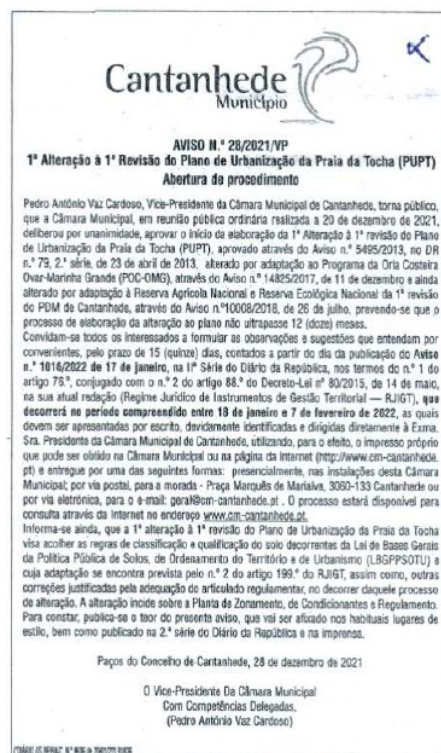 Cantanhede
Município
AVISO N.º 28/2021/VP
1ª Alteração à 1ª Revisão do Plano de Urbanização da Praia da Tocha (PUPT)
Abertura de procedimento
Pedro António Vaz Cardoso, Vice-Presidente da Câmara Municipal de Cantanhede, torna público,
que a Câmara Municipal, em reunião pública ordinária realizada a 20 de dezembro de 2021,
deliberou por unanimidade, aprovar o início da elaboração da 1ª Alteração à 1ª revisão do Plano
de Urbanização da Praia da Tocha (PUPT), aprovado através do Aviso n.º 5495/2013, no DR
n.º 79, 2.ª série, de 23 de abril de 2013, alterado por adaptação ao Programa da Orla Costeira
Ovar-Marinha Grande (POC-OMG), através do Aviso n.º 14825/2017, de 11 de dezembro e ainda
alterado por adaptação à Reserva Agrícola Nacional e Reserva Ecológica Nacional da 1ª revisão
do PDM de Cantanhede, através do Aviso n.º10008/2018, de 26 de julho, prevendo-se que o
processo de elaboração da alteração ao plano não ultrapasse 12 (doze) meses.
Convidam-se todos os interessados a formular as observações e sugestões que entendam por
convenientes, pelo prazo de 15 (quinze) dias, contados a partir do dia da publicação do Aviso
n.º 1016/2022 de 17 de janeiro, na IIª Série do Diário da República, nos termos do n.º 1 do
artigo 76.º, conjugado com o n.º 2 do artigo 88.º do Decreto-Lei nº 80/2015, de 14 de maio,
na sua atual redação (Regime Jurídico de Instrumentos de Gestão Territorial — RJIGT), que
decorrerá no período compreendido entre 18 de janeiro e 7 de fevereiro de 2022, as quais
devem ser apresentadas por escrito, devidamente identificadas e dirigidas diretamente à Exma.
Sra. Presidente da Câmara Municipal de Cantanhede, utilizando, para o efeito, o impresso próprio
que pode ser obtido na Câmara Municipal ou na página da Internet (http://www.cm-cantanhede.
pt) e entregue por uma das seguintes formas: presencialmente, nas instalações desta Câmara
Municipal; por via postal, para a morada - Praça Marquês de Marialva, 3060-133 Cantanhede ou
por via eletrónica, para o e-mail: geral@cm-cantanhede.pt . O processo estará disponível para
consulta através da Internet no endereço www.cm-cantanhede.pt.
Informa-se ainda, que a 1ª alteração à 1ª revisão do Plano de Urbanização da Praia da Tocha
visa acolher as regras de classificação e qualificação do solo decorrentes da Lei de Bases Gerais
da Política Pública de Solos, de Ordenamento do Território e de Urbanismo (LBGPPSOTU) e
cuja adaptação se encontra prevista pelo n.º 2 do artigo 199.º do RJIGT, assim como, outras
correções justificadas pela adequação do articulado regulamentar, no decorrer daquele processo
de alteração. A alteração incide sobre a Planta de Zonamento, de Condicionantes e Regulamento.
Para constar, publica-se o teor do presente aviso, que vai ser afixado nos habituais lugares de
estilo, bem como publicado na 2.ª série do Diário da República e na imprensa.
Paços do Concelho de Cantanhede, 28 de dezembro de 2021
O Vice-Presidente Da Câmara Municipal
Com Competências Delegadas,
(Pedro António Vaz Cardoso)